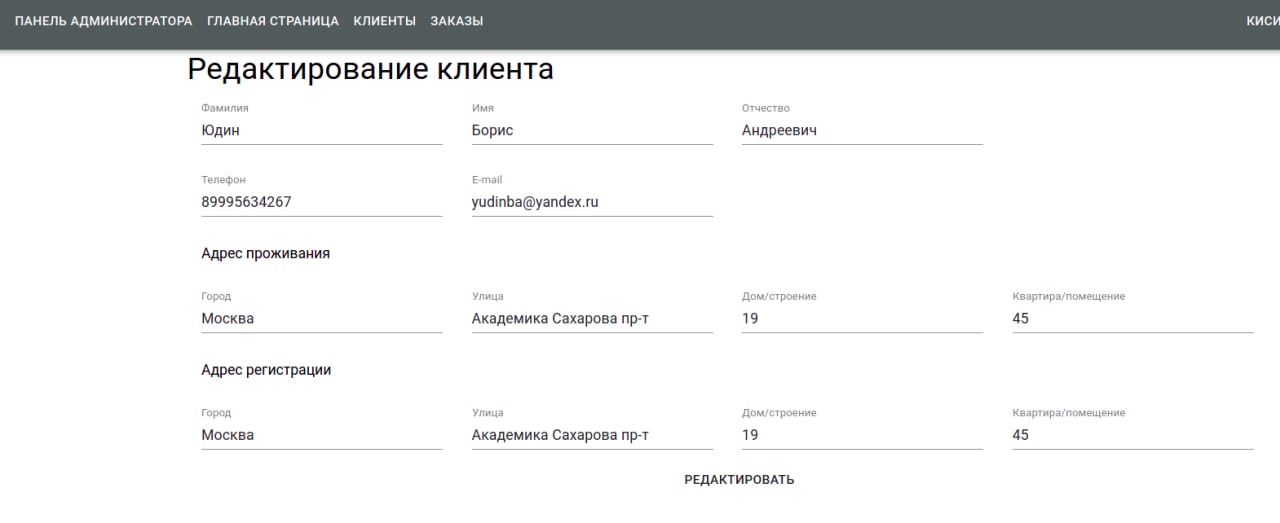 ПАНЕЛЬ АДМИНИСТРАТОРА ГЛАВНАЯ СТРАНИЦА КЛИЕНТЫ ЗАКАЗЫ КИСИ
Редактирование клиента
Фамилия Имя Отчество
Юдин Борис Андреевич
Телефон E-mail
89995634267 yudinba@yandex.ru
Адрес проживания
Город Улица Дом/строение Квартира/помещение
Москва Академика Сахарова пр-т 19 45
Адрес регистрации
Город Улица Дом/строение Квартира/помещение
Москва Академика Сахарова пр-т 19 45
РЕДАКТИРОВАТЬ